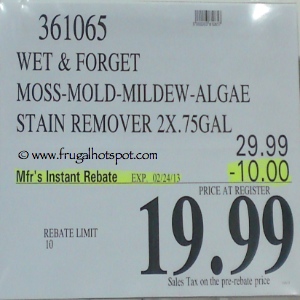 361065
WET & FORGET
MOSS-MOLD-MILDEW-ALGAE
STAIN REMOVER 2X.75GAL
29.99
© www.frugalhotspot.com
Mfr's Instant Rebate EXP. 02/24/13 -10.00
PRICE AT REGISTER
19.99
REBATE LIMIT
10
Sales Tax on the pre-rebate price